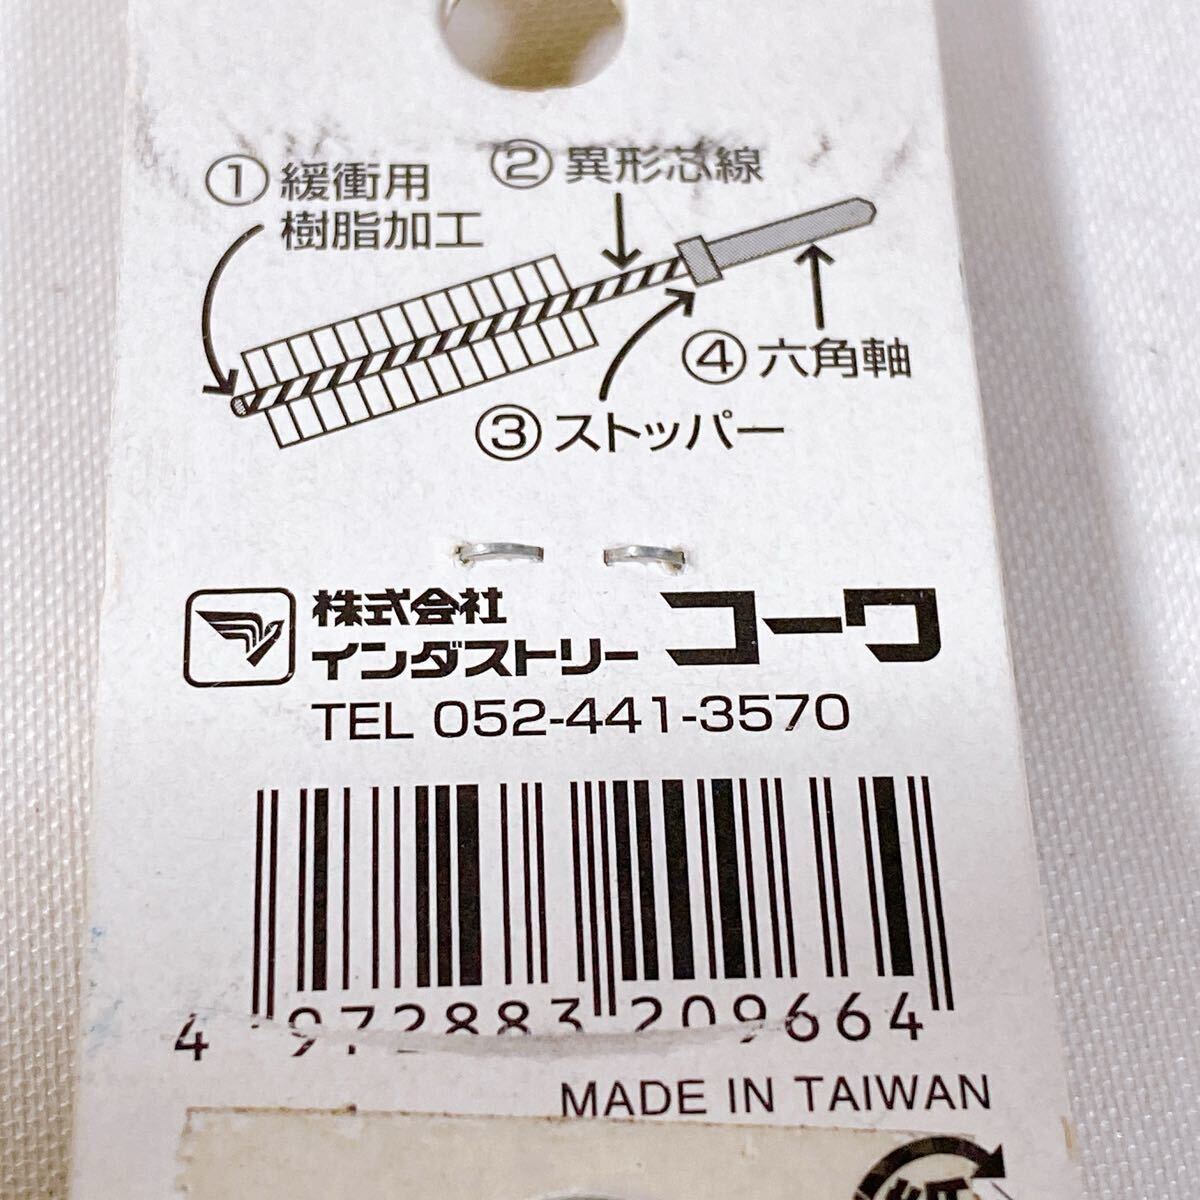 ①緩衝用
樹脂加工
②異形芯線
③ストッパー
④六角軸
株式会社
インダストリーコーワ
TEL 052-441-3570
4 972883 209664
MADE IN TAIWAN
紙